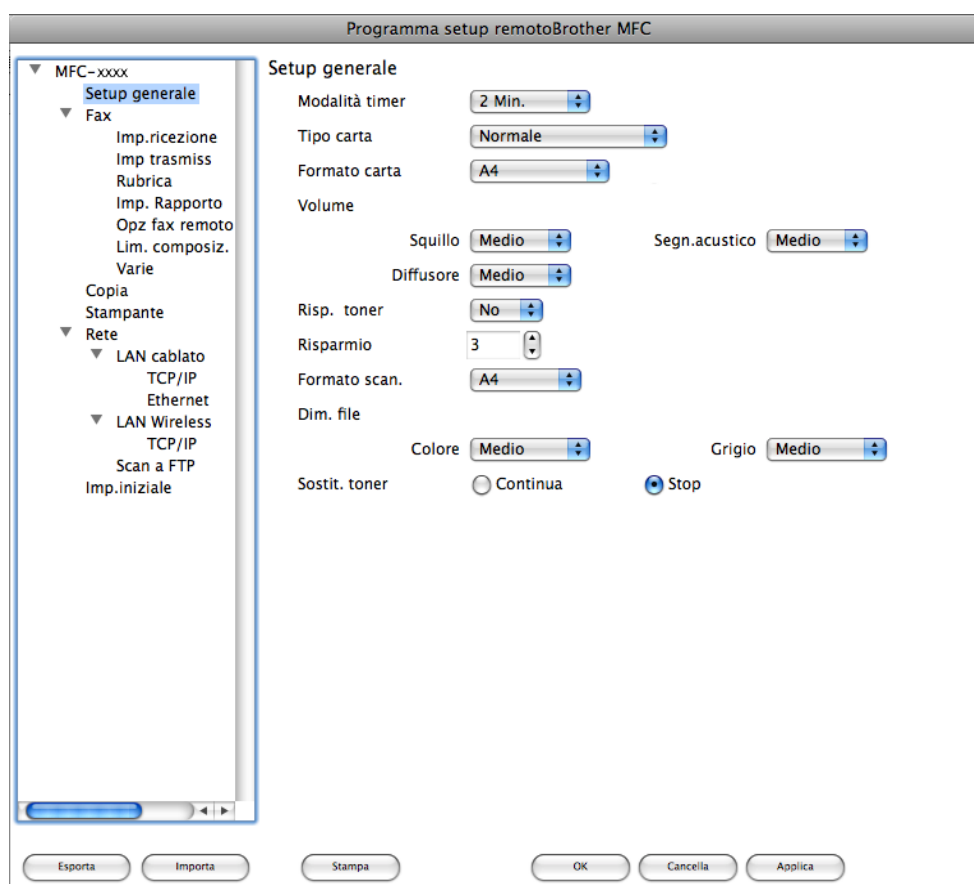 Programma setup remotoBrother MFC
MFC-xxxx
Setup generale
Fax
Imp.ricezione
Imp trasmiss
Rubrica
Imp. Rapporto
Opz fax remoto
Lim. composiz.
Varie
Copia
Stampante
Rete
LAN cablato
TCP/IP
Ethernet
LAN Wireless
TCP/IP
Scan a FTP
Imp.iniziale
Setup generale
Modalità timer 2 Min.
Tipo carta Normale
Formato carta A4
Volume
Squillo Medio Segn.acustico Medio
Diffusore Medio
Risp. toner No
Risparmio 3
Formato scan. A4
Dim. file
Colore Medio Grigio Medio
Sostit. toner Continua Stop
Esporta Importa Stampa OK Cancella Applica